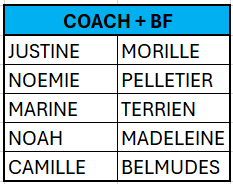 COACH + BF
JUSTINE MORILLE
NOEMIE PELLETIER
MARINE TERRIEN
NOAH MADELEINE
CAMILLE BELMUDES